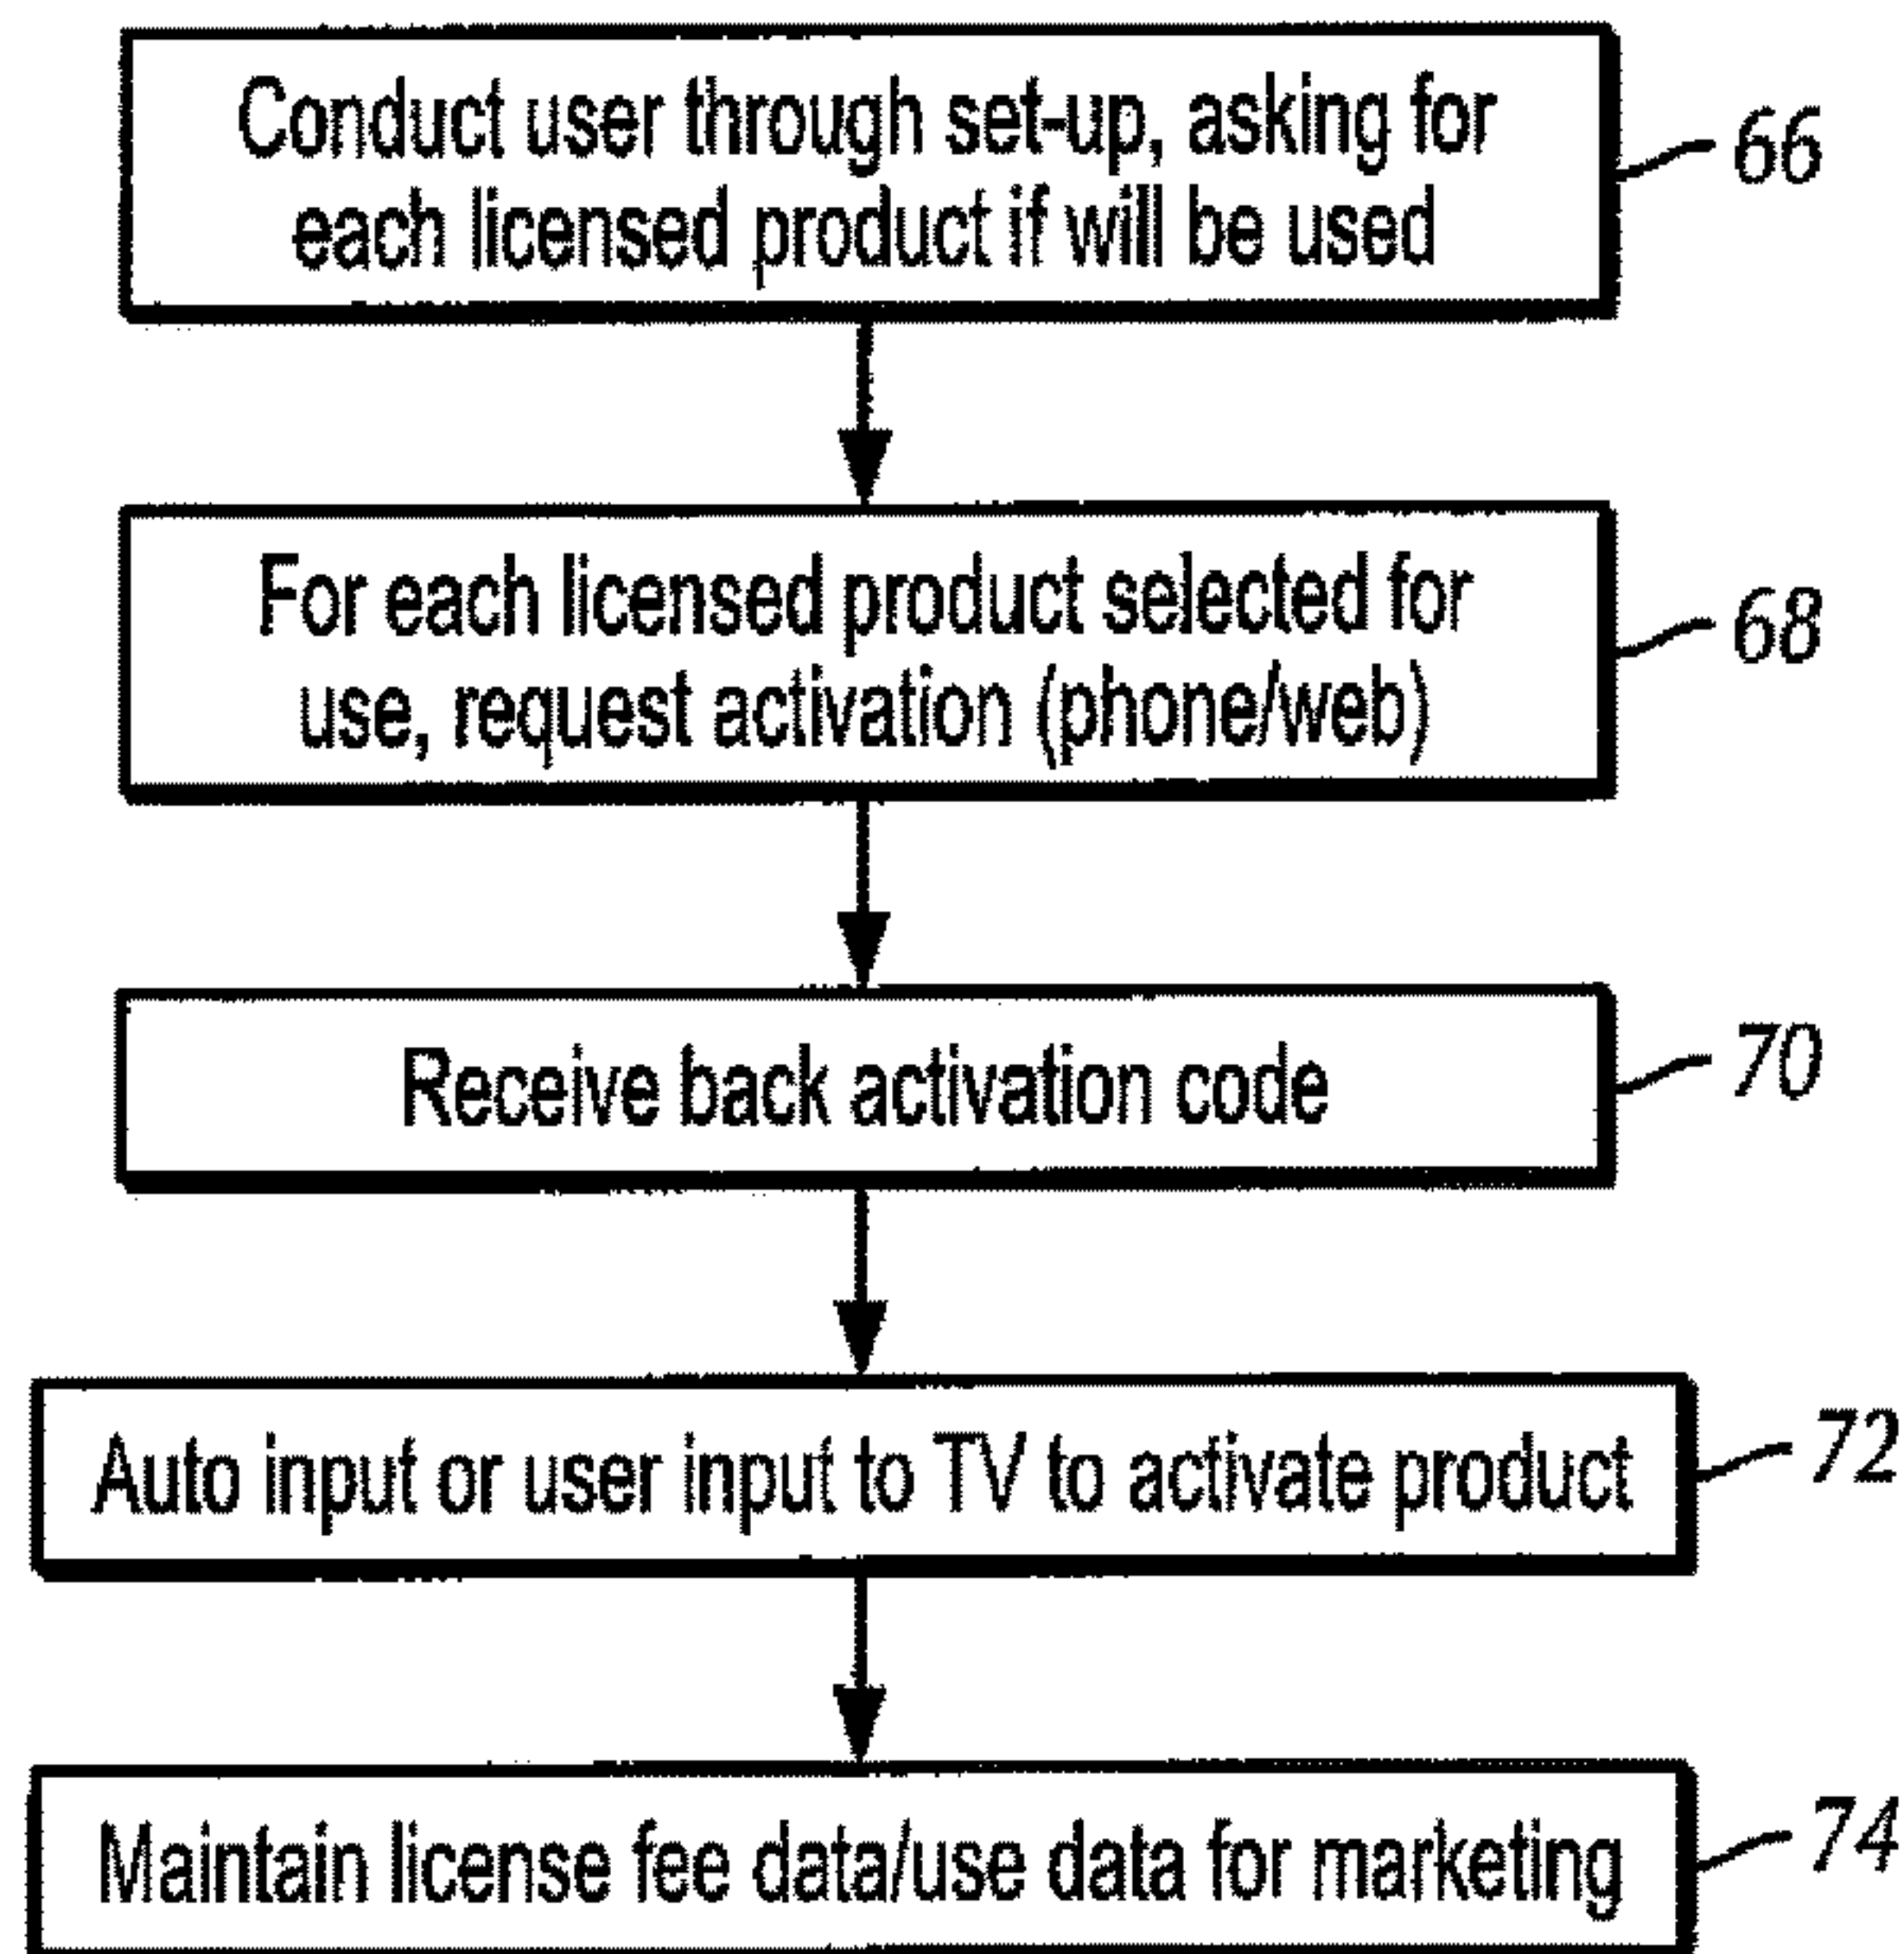 Conduct user through set-up, asking for
each licensed product if will be used
66
For each licensed product selected for
use, request activation (phone/web)
68
Receive back activation code
70
Auto input or user input to TV to activate product
72
Maintain license fee data/use data for marketing
74